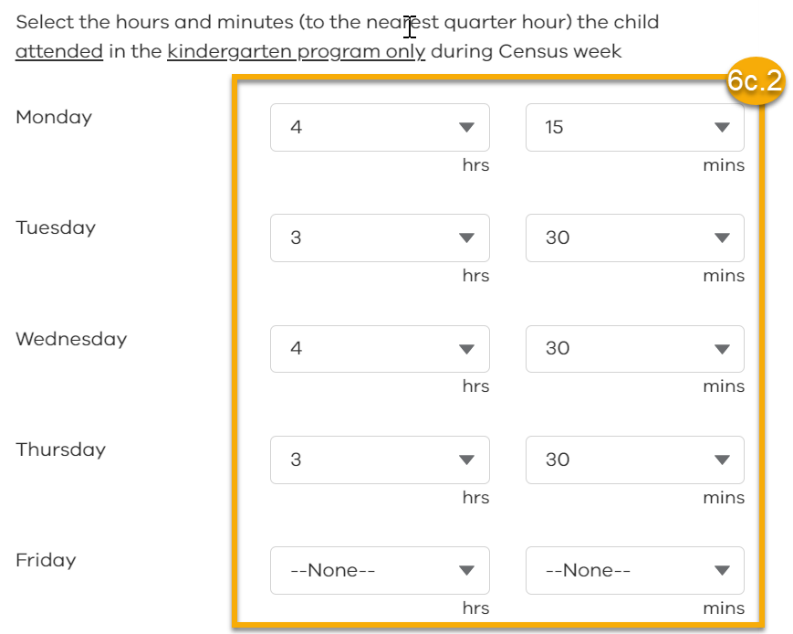 Select the hours and minutes (to the nearest quarter hour) the child
attended in the kindergarten program only during Census week
6c.2
Monday 4 15
hrs mins
Tuesday 3 30
hrs mins
Wednesday 4 30
hrs mins
Thursday 3 30
hrs mins
Friday --None-- --None--
hrs mins